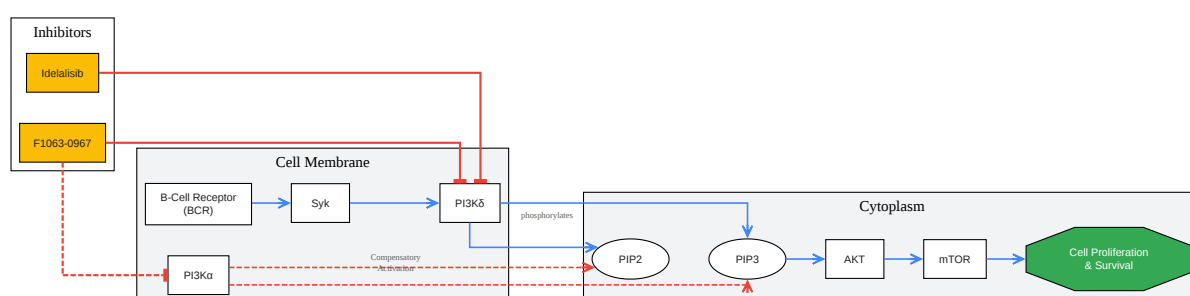 Inhibitors
Idelalisib
F1063-0967
Cell Membrane
B-Cell Receptor
(BCR)
Syk
PI3Kδ
phosphorylates
PI3Kα
Compensatory
Activation
Cytoplasm
PIP2
PIP3
AKT
mTOR
Cell Proliferation
& Survival